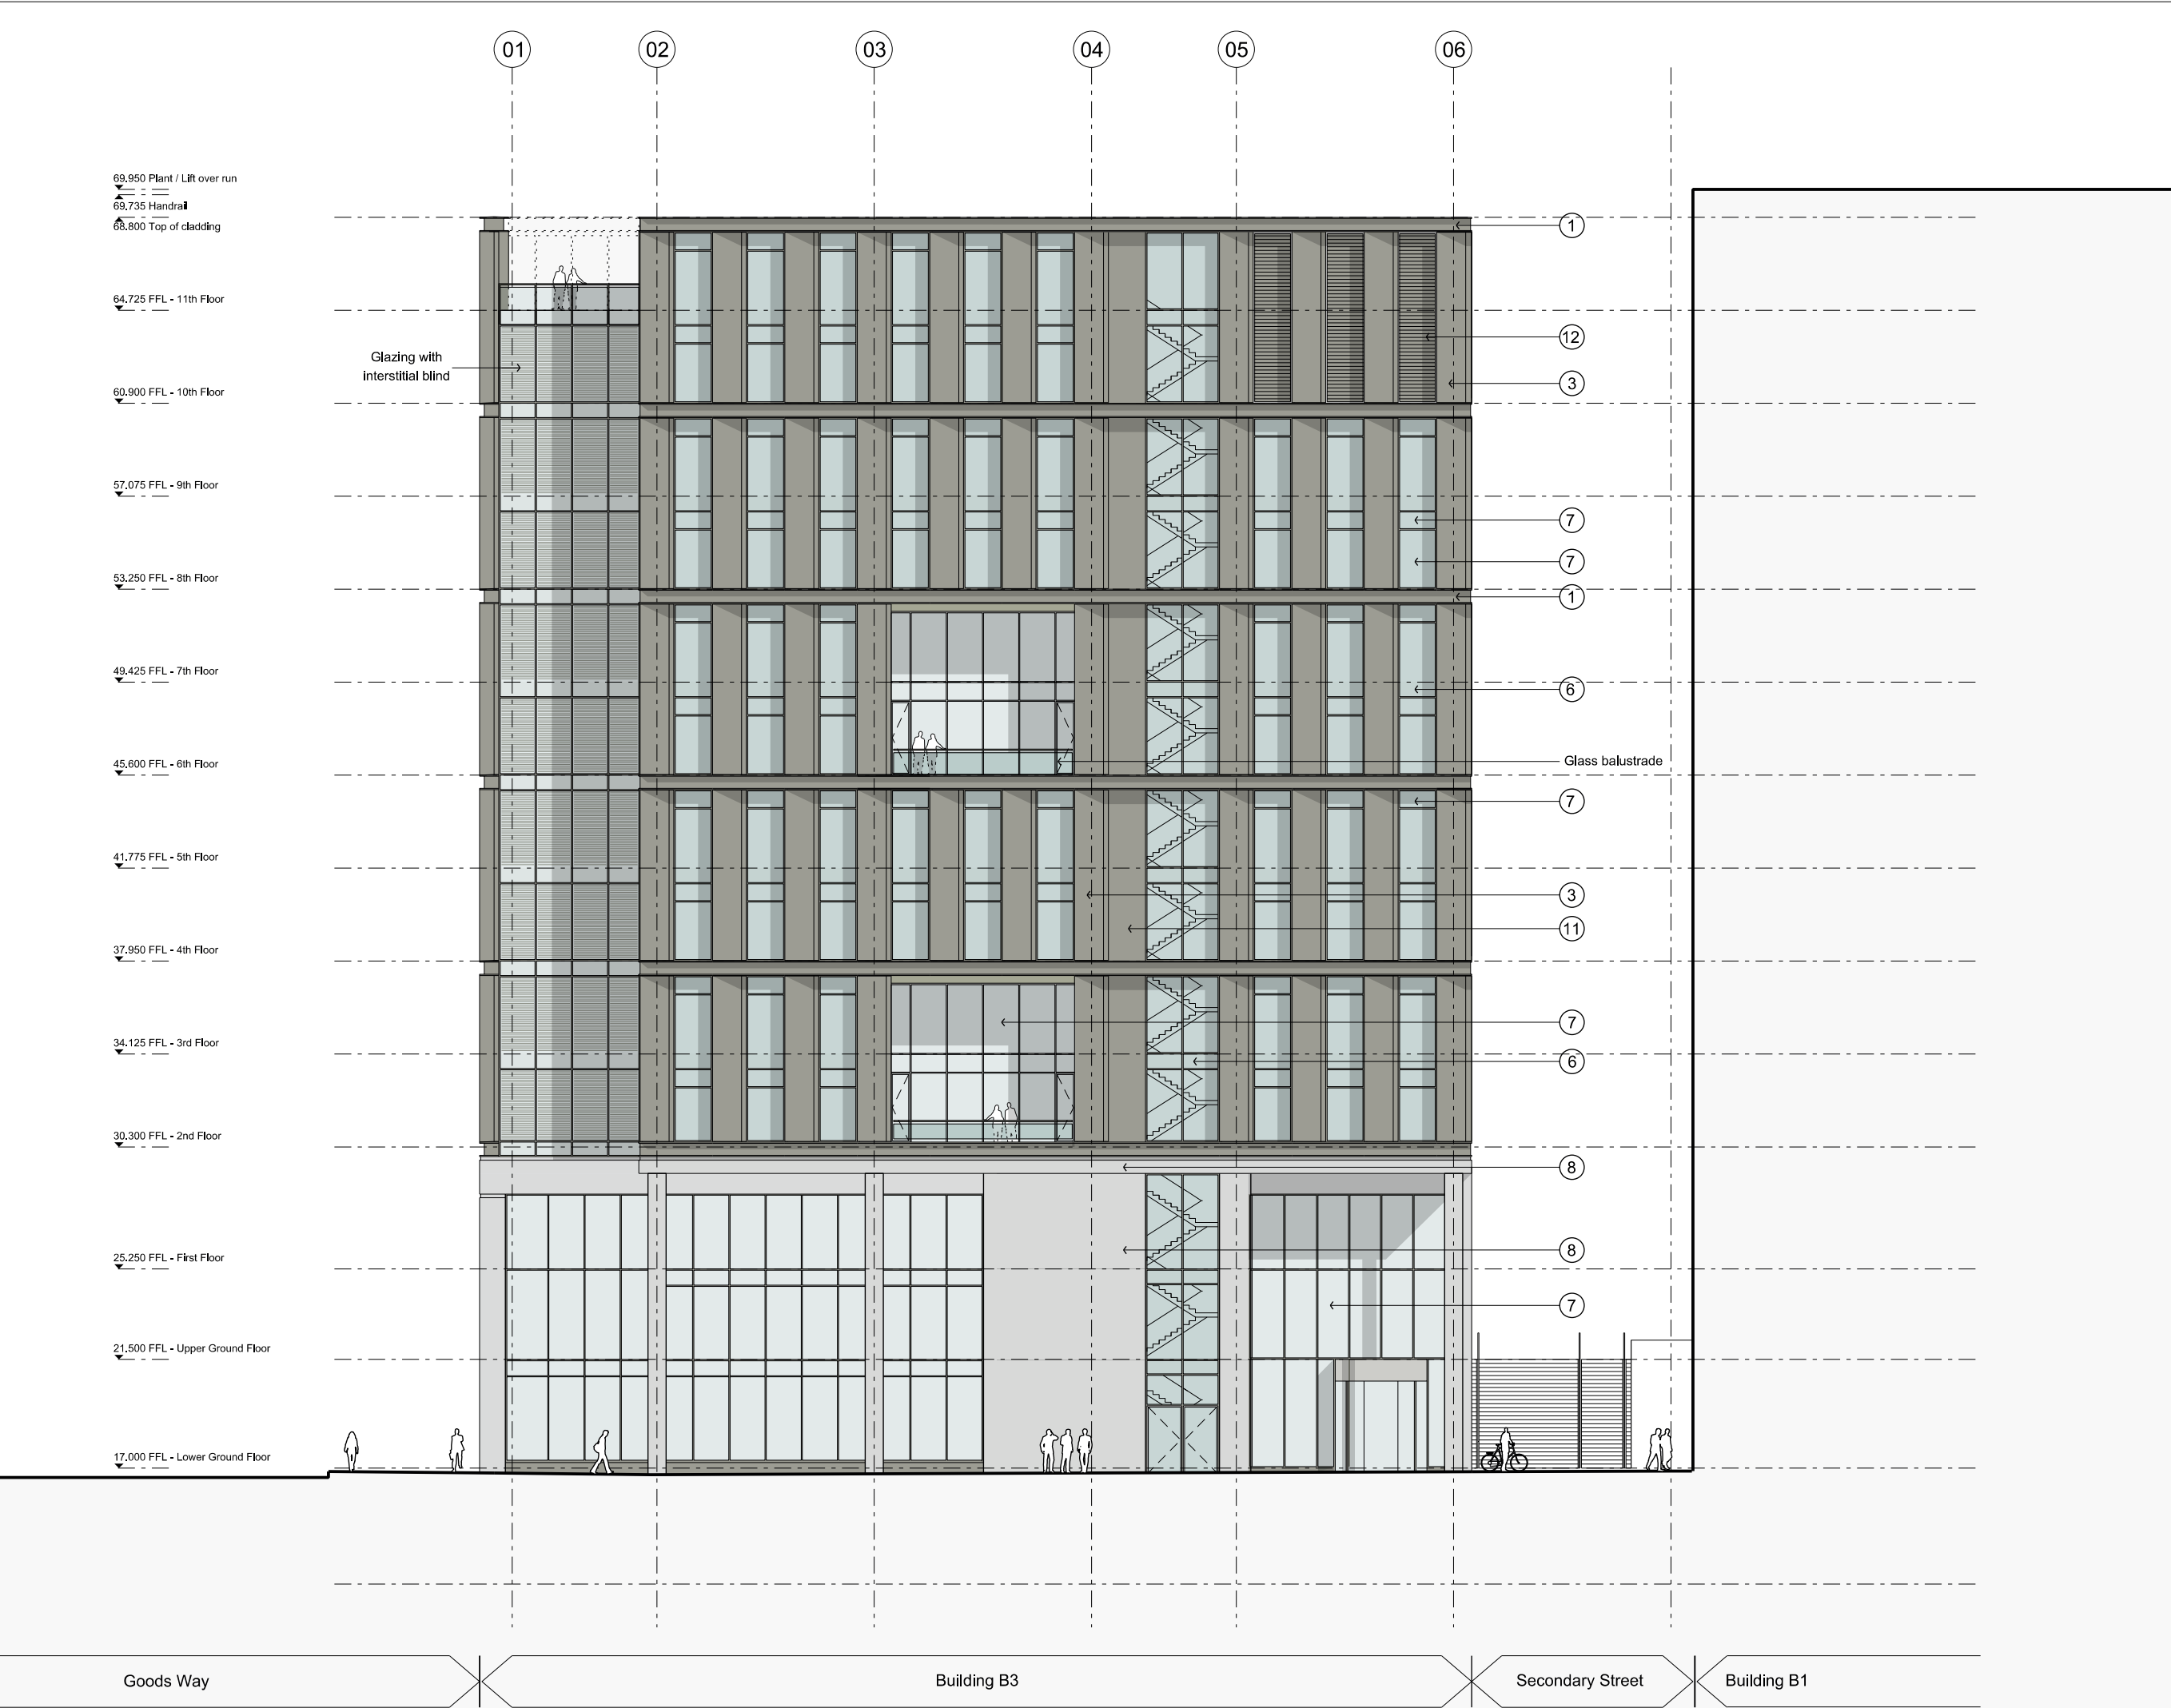 01 02 03 04 05 06
69.950 Plant / Lift over run
69.735 Handrail
68.800 Top of cladding
1
64.725 FFL - 11th Floor
12
Glazing with
interstitial blind
3
60.900 FFL - 10th Floor
57.075 FFL - 9th Floor
7
7
53.250 FFL - 8th Floor
1
49.425 FFL - 7th Floor
6
45.600 FFL - 6th Floor
Glass balustrade
7
41.775 FFL - 5th Floor
3
11
37.950 FFL - 4th Floor
7
34.125 FFL - 3rd Floor
6
30.300 FFL - 2nd Floor
8
8
25.250 FFL - First Floor
7
21.500 FFL - Upper Ground Floor
17.000 FFL - Lower Ground Floor
Goods Way Building B3 Secondary Street Building B1